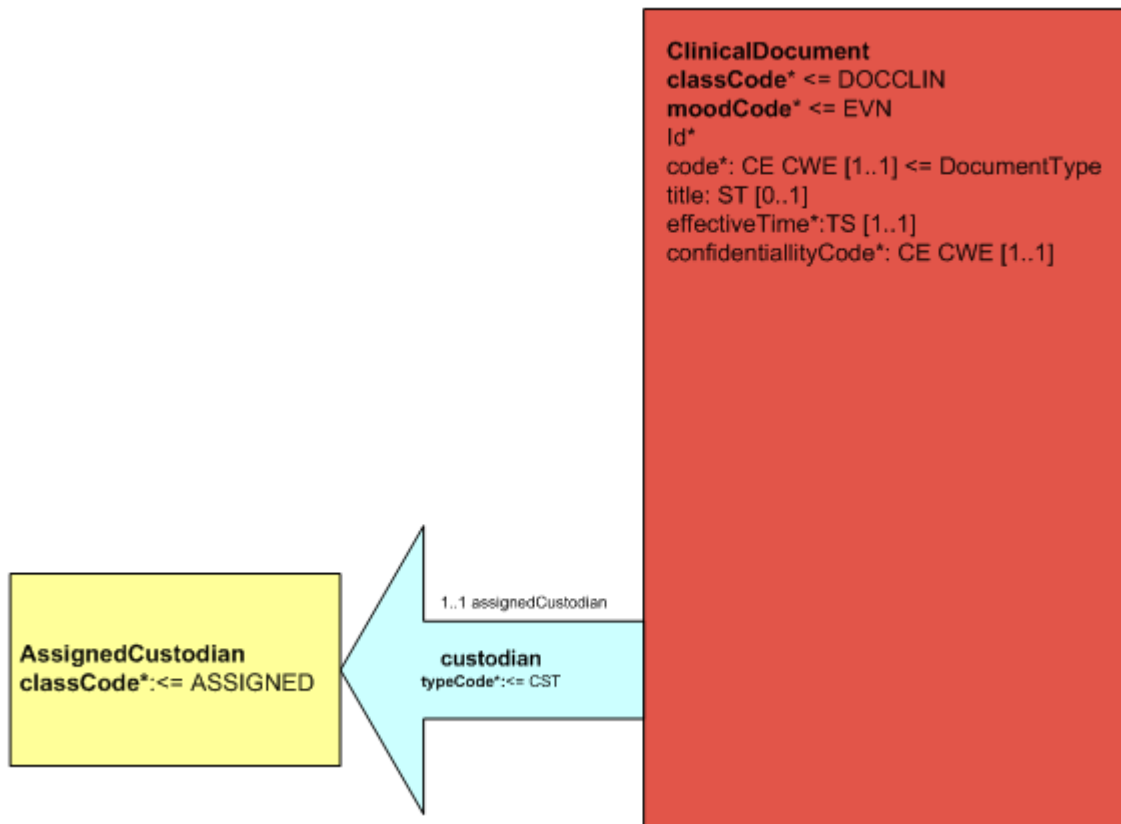 ClinicalDocument
classCode* <= DOCCLIN
moodCode* <= EVN
Id*
code*: CE CWE [1..1] <= DocumentType
title: ST [0..1]
effectiveTime*:TS [1..1]
confidentiallityCode*: CE CWE [1..1]
1..1 assignedCustodian
custodian
typeCode*:<= CST
AssignedCustodian
classCode*:<= ASSIGNED